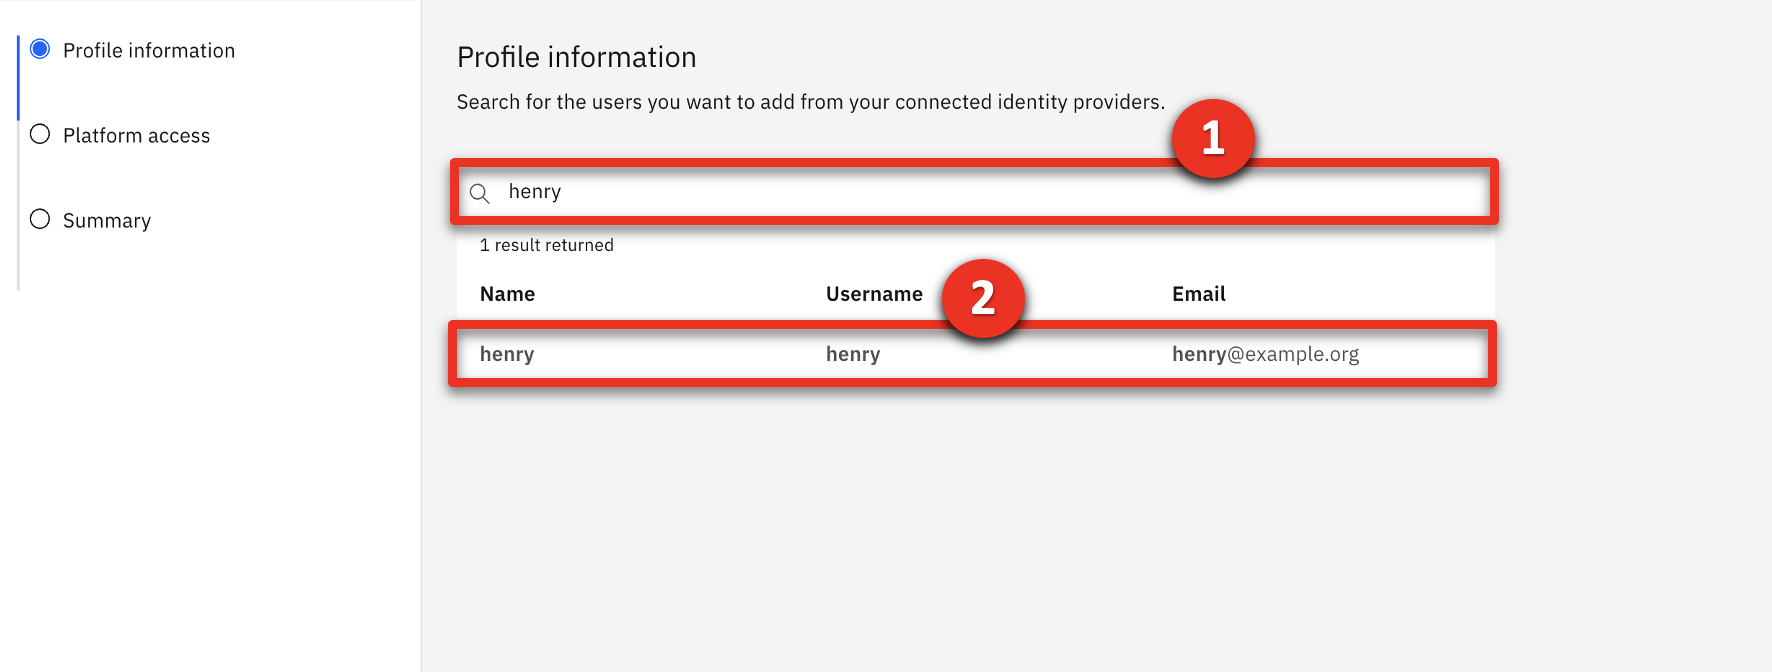 Profile information
Platform access
Summary
Profile information
Search for the users you want to add from your connected identity providers.
1
henry
1 result returned
Name Username Email
2
henry henry henry@example.org